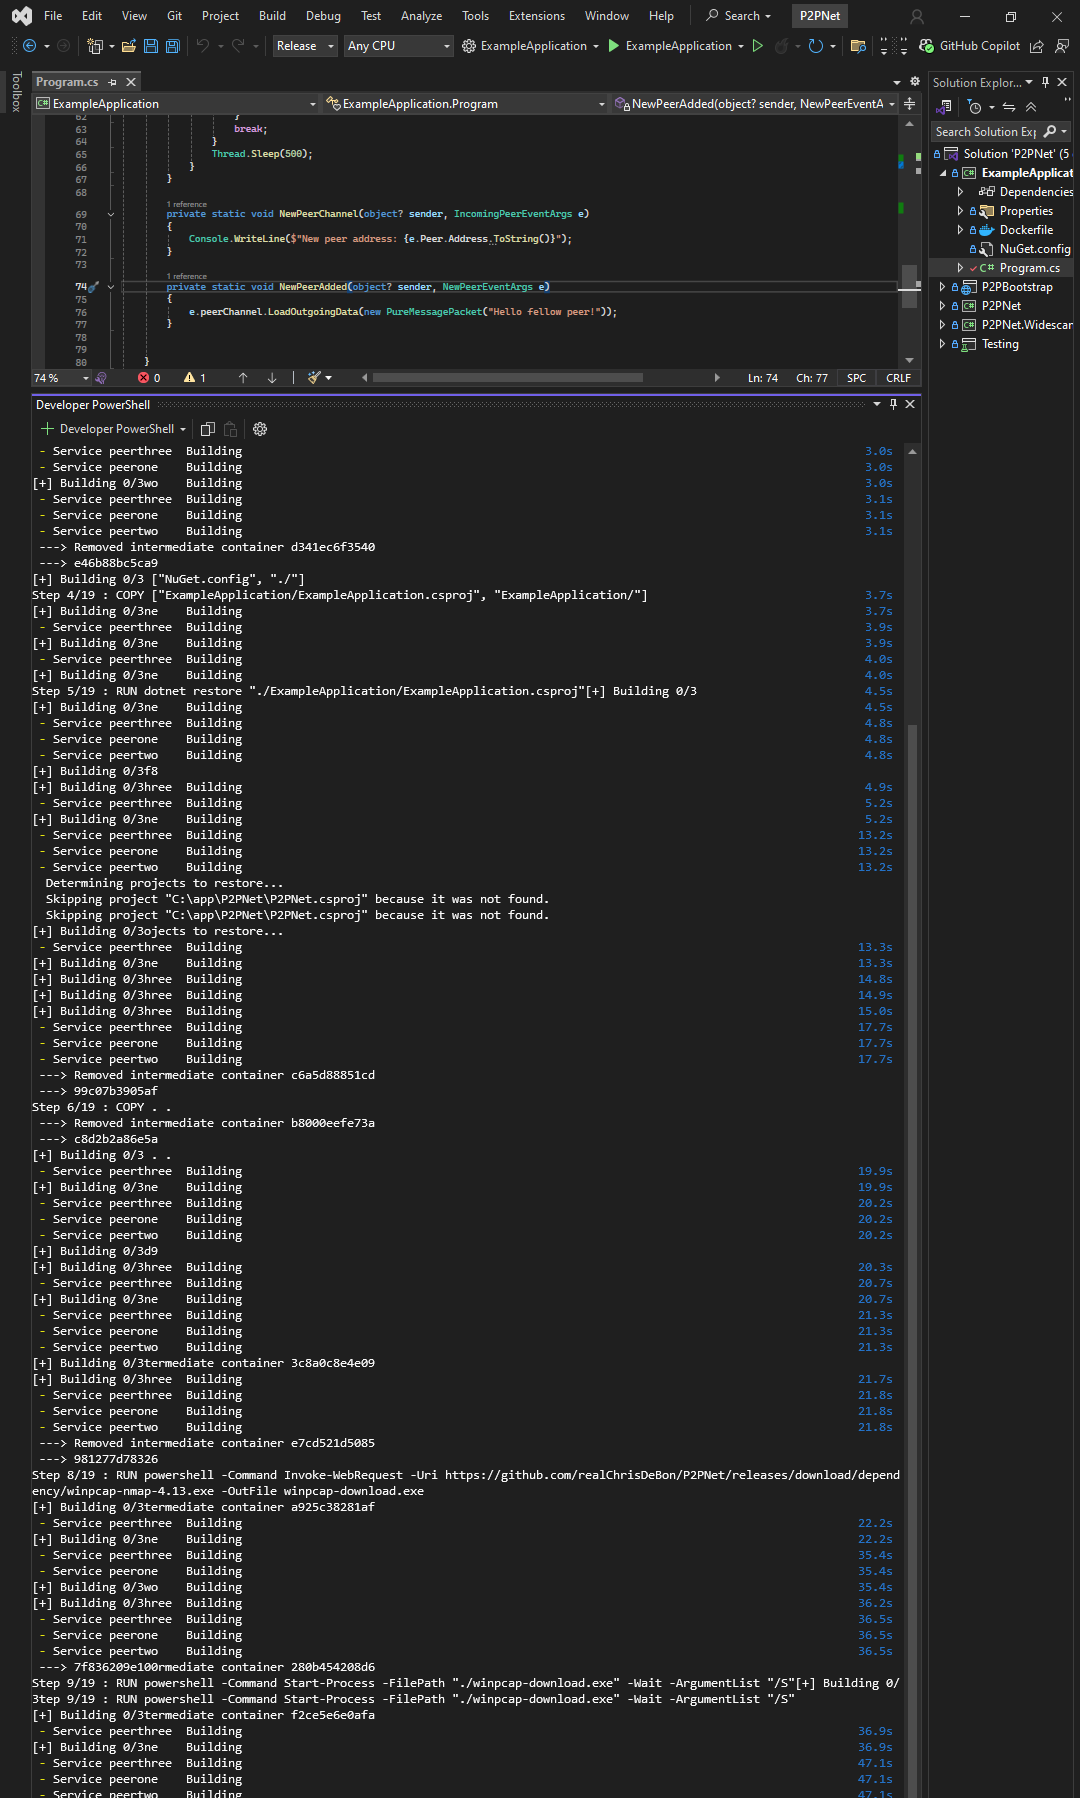 File Edit View Git Project Build Debug Test Analyze Tools Extensions Window Help Search P2PNet
Release Any CPU ExampleApplication ExampleApplication GitHub Copilot
Toolbox
Program.cs
ExampleApplication ExampleApplication.Program NewPeerAdded(object? sender, NewPeerEventA
62 }
63 break;
64 }
65 Thread.Sleep(500);
66 }
67 }
68
1 reference
69 private static void NewPeerChannel(object? sender, IncomingPeerEventArgs e)
70 {
71 Console.WriteLine($"New peer address: {e.Peer.Address.ToString()}");
72 }
73
1 reference
74 private static void NewPeerAdded(object? sender, NewPeerEventArgs e)
75 {
76 e.peerChannel.LoadOutgoingData(new PureMessagePacket("Hello fellow peer!"));
77 }
78
79
80 }
74 % 0 1 Ln: 74 Ch: 77 SPC CRLF
Solution Explor...
Search Solution Exp
Solution 'P2PNet' (5
ExampleApplicat
Dependencies
Properties
Dockerfile
NuGet.config
Program.cs
P2PBootstrap
P2PNet
P2PNet.Widescan
Testing
Developer PowerShell
Developer PowerShell
- Service peerthree Building 3.0s
- Service peerone Building 3.0s
[+] Building 0/3wo Building 3.0s
- Service peerthree Building 3.1s
- Service peerone Building 3.1s
- Service peertwo Building 3.1s
---> Removed intermediate container d341ec6f3540
---> e46b88bc5ca9
[+] Building 0/3 ["NuGet.config", "./"]
Step 4/19 : COPY ["ExampleApplication/ExampleApplication.csproj", "ExampleApplication/"] 3.7s
[+] Building 0/3ne Building 3.7s
- Service peerthree Building 3.9s
[+] Building 0/3ne Building 3.9s
- Service peerthree Building 4.0s
[+] Building 0/3ne Building 4.0s
Step 5/19 : RUN dotnet restore "./ExampleApplication/ExampleApplication.csproj"[+] Building 0/3 4.5s
[+] Building 0/3ne Building 4.5s
- Service peerthree Building 4.8s
- Service peerone Building 4.8s
- Service peertwo Building 4.8s
[+] Building 0/3f8
[+] Building 0/3hree Building 4.9s
- Service peerthree Building 5.2s
[+] Building 0/3ne Building 5.2s
- Service peerthree Building 13.2s
- Service peerone Building 13.2s
- Service peertwo Building 13.2s
Determining projects to restore...
Skipping project "C:\app\P2PNet\P2PNet.csproj" because it was not found.
Skipping project "C:\app\P2PNet\P2PNet.csproj" because it was not found.
[+] Building 0/3ojects to restore...
- Service peerthree Building 13.3s
[+] Building 0/3ne Building 13.3s
[+] Building 0/3hree Building 14.8s
[+] Building 0/3hree Building 14.9s
[+] Building 0/3hree Building 15.0s
- Service peerthree Building 17.7s
- Service peerone Building 17.7s
- Service peertwo Building 17.7s
---> Removed intermediate container c6a5d88851cd
---> 99c07b3905af
Step 6/19 : COPY . .
---> Removed intermediate container b8000eefe73a
---> c8d2b2a86e5a
[+] Building 0/3 . .
- Service peerthree Building 19.9s
[+] Building 0/3ne Building 19.9s
- Service peerthree Building 20.2s
- Service peerone Building 20.2s
- Service peertwo Building 20.2s
[+] Building 0/3d9
[+] Building 0/3hree Building 20.3s
- Service peerthree Building 20.7s
[+] Building 0/3ne Building 20.7s
- Service peerthree Building 21.3s
- Service peerone Building 21.3s
- Service peertwo Building 21.3s
[+] Building 0/3termediate container 3c8a0c8e4e09
[+] Building 0/3hree Building 21.7s
- Service peerthree Building 21.8s
- Service peerone Building 21.8s
- Service peertwo Building 21.8s
---> Removed intermediate container e7cd521d5085
---> 981277d78326
Step 8/19 : RUN powershell -Command Invoke-WebRequest -Uri https://github.com/realChrisDeBon/P2PNet/releases/download/depend
ency/winpcap-nmap-4.13.exe -OutFile winpcap-download.exe
[+] Building 0/3termediate container a925c38281af
- Service peerthree Building 22.2s
[+] Building 0/3ne Building 22.2s
- Service peerthree Building 35.4s
- Service peerone Building 35.4s
[+] Building 0/3wo Building 35.4s
[+] Building 0/3hree Building 36.2s
- Service peerthree Building 36.5s
- Service peerone Building 36.5s
- Service peertwo Building 36.5s
---> 7f836209e100rmediate container 280b454208d6
Step 9/19 : RUN powershell -Command Start-Process -FilePath "./winpcap-download.exe" -Wait -ArgumentList "/S"[+] Building 0/
3tep 9/19 : RUN powershell -Command Start-Process -FilePath "./winpcap-download.exe" -Wait -ArgumentList "/S"
[+] Building 0/3termediate container f2ce5e6e0afa
- Service peerthree Building 36.9s
[+] Building 0/3ne Building 36.9s
- Service peerthree Building 47.1s
- Service peerone Building 47.1s
- Service peertwo Building 47.1s